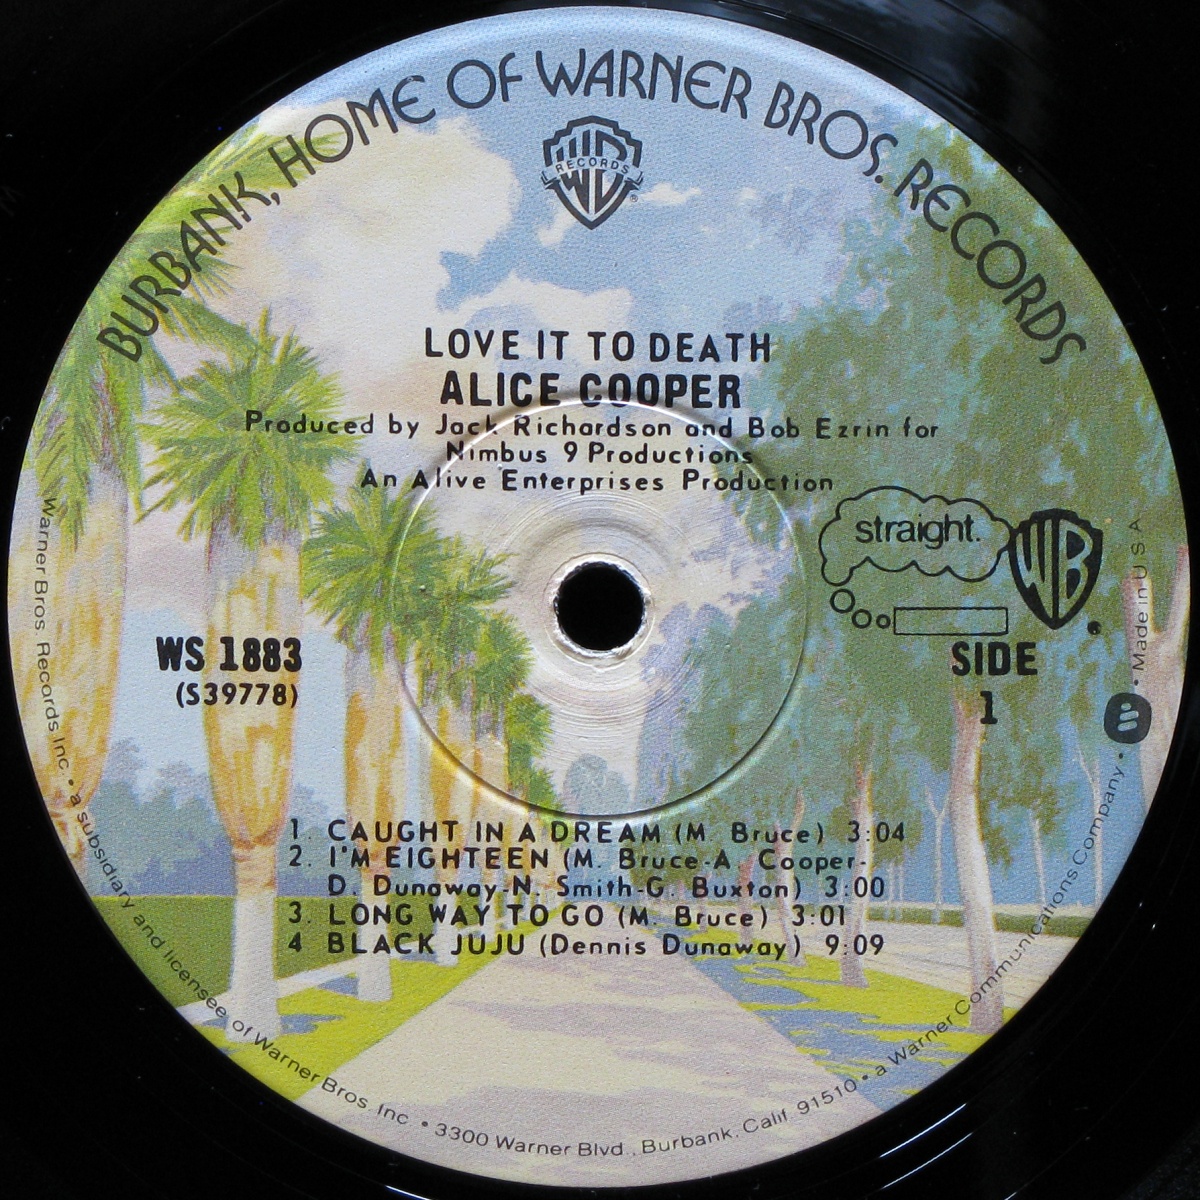 BURBANK, HOME OF WARNER BROS. RECORDS
RECORDS
®
LOVE IT TO DEATH
ALICE COOPER
Produced by Jack Richardson and Bob Ezrin for
Nimbus 9 Productions
An Alive Enterprises Production
straight.
WB
®
WS 1883
(S39778)
SIDE
1
1. CAUGHT IN A DREAM (M. Bruce) 3:04
2. I'M EIGHTEEN (M. Bruce-A. Cooper-
D. Dunaway-N. Smith-G. Buxton) 3:00
3. LONG WAY TO GO (M. Bruce) 3:01
4 BLACK JUJU (Dennis Dunaway) 9:09
Warner Bros. Records Inc. • a subsidiary and licensee of Warner Bros. Inc. • 3300 Warner Blvd., Burbank, Calif. 91510 • a Warner Communications Company • Made in U S A